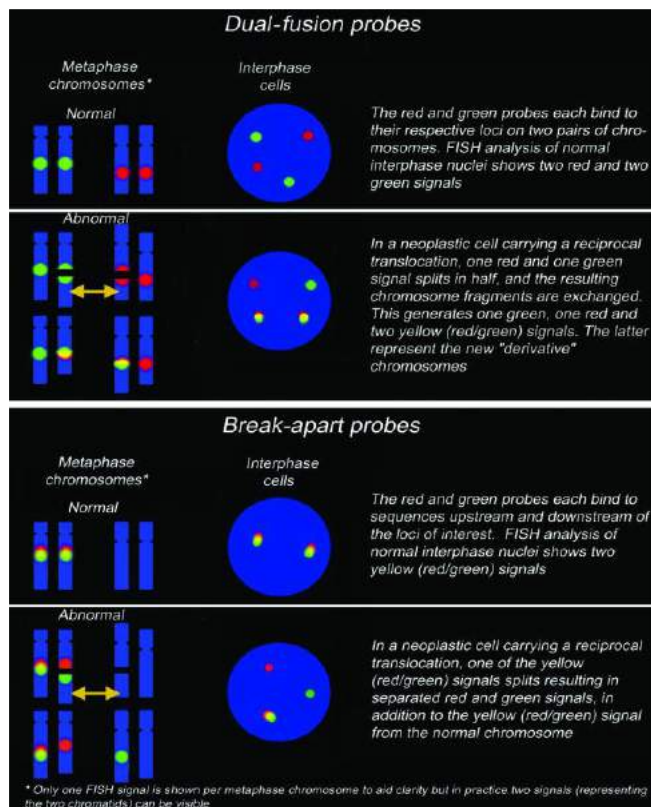 Dual-fusion probes
Metaphase
chromosomes*
Interphase
cells
Normal
The red and green probes each bind to
their respective loci on two pairs of chro-
mosomes. FISH analysis of normal
interphase nuclei shows two red and two
green signals
Abnormal
In a neoplastic cell carrying a reciprocal
translocation, one red and one green
signal splits in half, and the resulting
chromosome fragments are exchanged.
This generates one green, one red and
two yellow (red/green) signals. The latter
represent the new "derivative"
chromosomes
Break-apart probes
Metaphase
chromosomes*
Interphase
cells
Normal
The red and green probes each bind to
sequences upstream and downstream of
the loci of interest. FISH analysis of
normal interphase nuclei shows two
yellow (red/green) signals
Abnormal
In a neoplastic cell carrying a reciprocal
translocation, one of the yellow
(red/green) signals splits resulting in
separated red and green signals, in
addition to the yellow (red/green) signal
from the normal chromosome
* Only one FISH signal is shown per metaphase chromosome to aid clarity but in practice two signals (representing
the two chromatids) can be visible